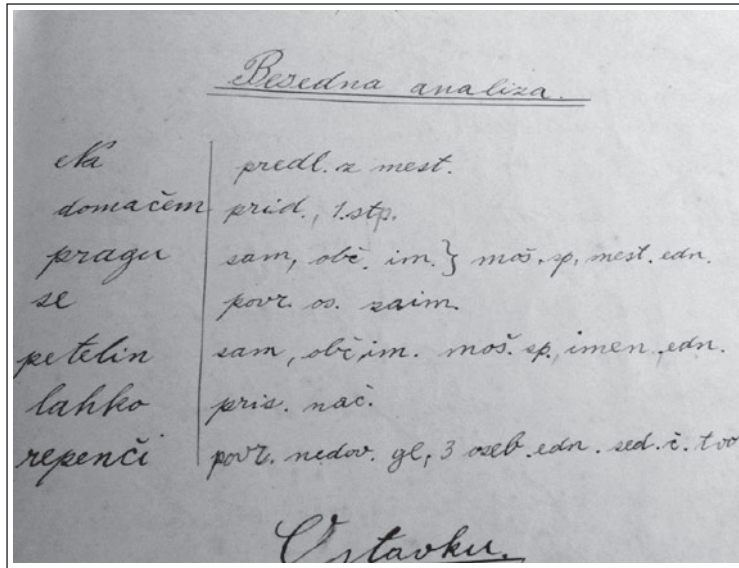 Besedna analiza.
Na predl. z mest.
domačem prid., 1. stp.
pragu sam, obč. im. } moš. sp, mest. edn.
se povr. os. zaim.
petelin sam, obč, im. moš. sp, imen. edn.
lahko pris. nač.
repenči povr. nedov. gl, 3 oseb. edn. sed. č. tvo
O stavku.